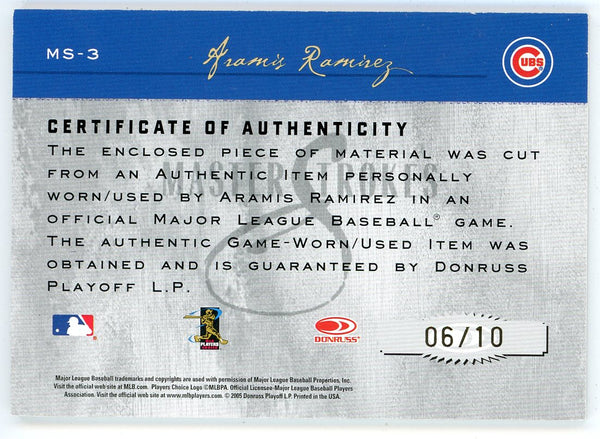 MS-3
Aramis Ramirez
CUBS
CERTIFICATE OF AUTHENTICITY
MASTER STROKES
THE ENCLOSED PIECE OF MATERIAL WAS CUT
FROM AN AUTHENTIC ITEM PERSONALLY
WORN/USED BY ARAMIS RAMIREZ IN AN
OFFICIAL MAJOR LEAGUE BASEBALL® GAME.
THE AUTHENTIC GAME-WORN/USED ITEM WAS
OBTAINED AND IS GUARANTEED BY DONRUSS
PLAYOFF L.P.
PLAYERS
CHOICE
DONRUSS
06/10
Major League Baseball trademarks and copyrights are used with permission of Major League Baseball Properties, Inc.
Visit the official web site at MLB.com. Players Choice Logo ©MLBPA. Official Licensee-Major League Baseball Players
Association. Visit the official web site at www.mlbplayers.com. © 2005 Donruss Playoff L.P. Printed in the USA.